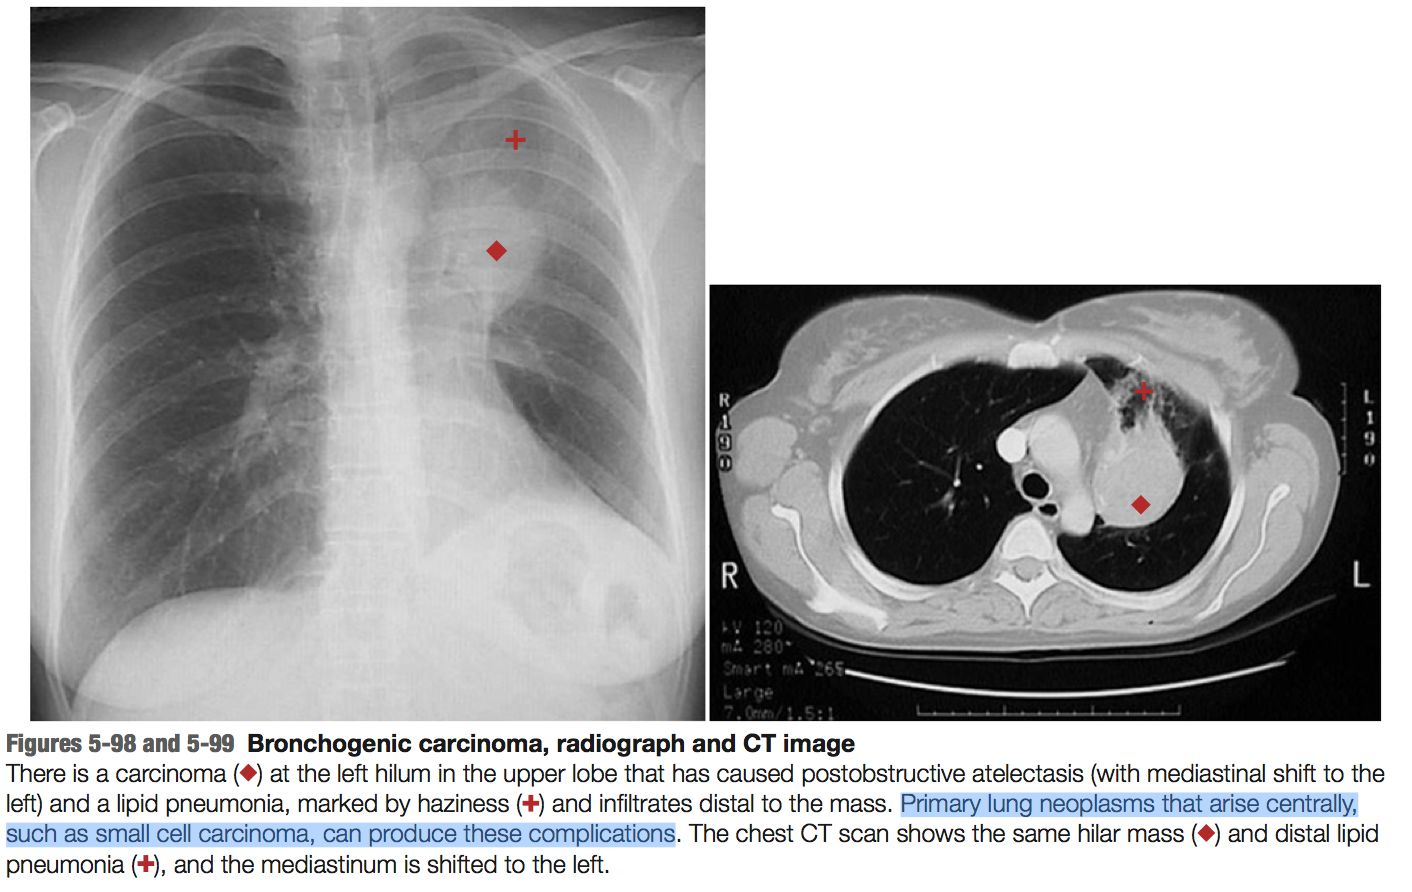 R
1
9
0
L
1
9
0
R
L
kV 120
mA 280
Smart mA 265
Large
7.0mm/1.5:1
Figures 5-98 and 5-99 Bronchogenic carcinoma, radiograph and CT image
There is a carcinoma (◆) at the left hilum in the upper lobe that has caused postobstructive atelectasis (with mediastinal shift to the
left) and a lipid pneumonia, marked by haziness (✚) and infiltrates distal to the mass. Primary lung neoplasms that arise centrally,
such as small cell carcinoma, can produce these complications. The chest CT scan shows the same hilar mass (◆) and distal lipid
pneumonia (✚), and the mediastinum is shifted to the left.